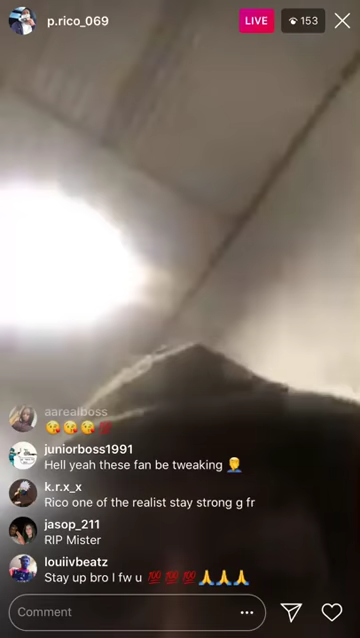 p.rico_069
LIVE
153
aarealboss
😘😘😘💯
juniorboss1991
Hell yeah these fan be tweaking 🤦‍♂️
k.r.x_x
Rico one of the realist stay strong g fr
jasop_211
RIP Mister
louiivbeatz
Stay up bro I fw u 💯💯💯🙏🙏🙏
Comment